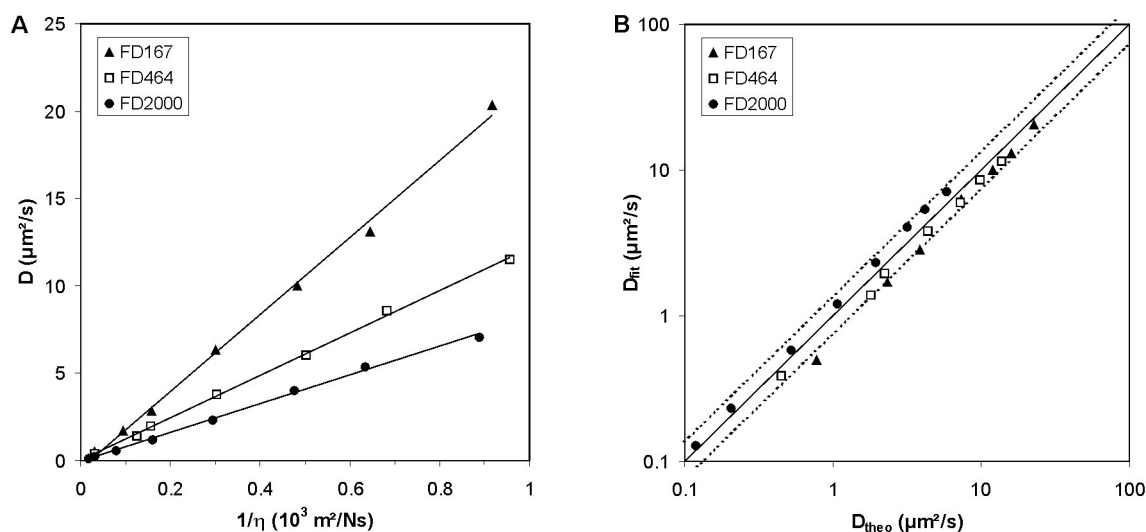 A
25
20
15
10
5
0
0
0.2
0.4
0.6
0.8
1
D (µm²/s)
1/η (10³ m²/Ns)
FD167
FD464
FD2000
B
100
10
1
0.1
0.1
1
10
100
Dfit (µm²/s)
Dtheo (µm²/s)
FD167
FD464
FD2000